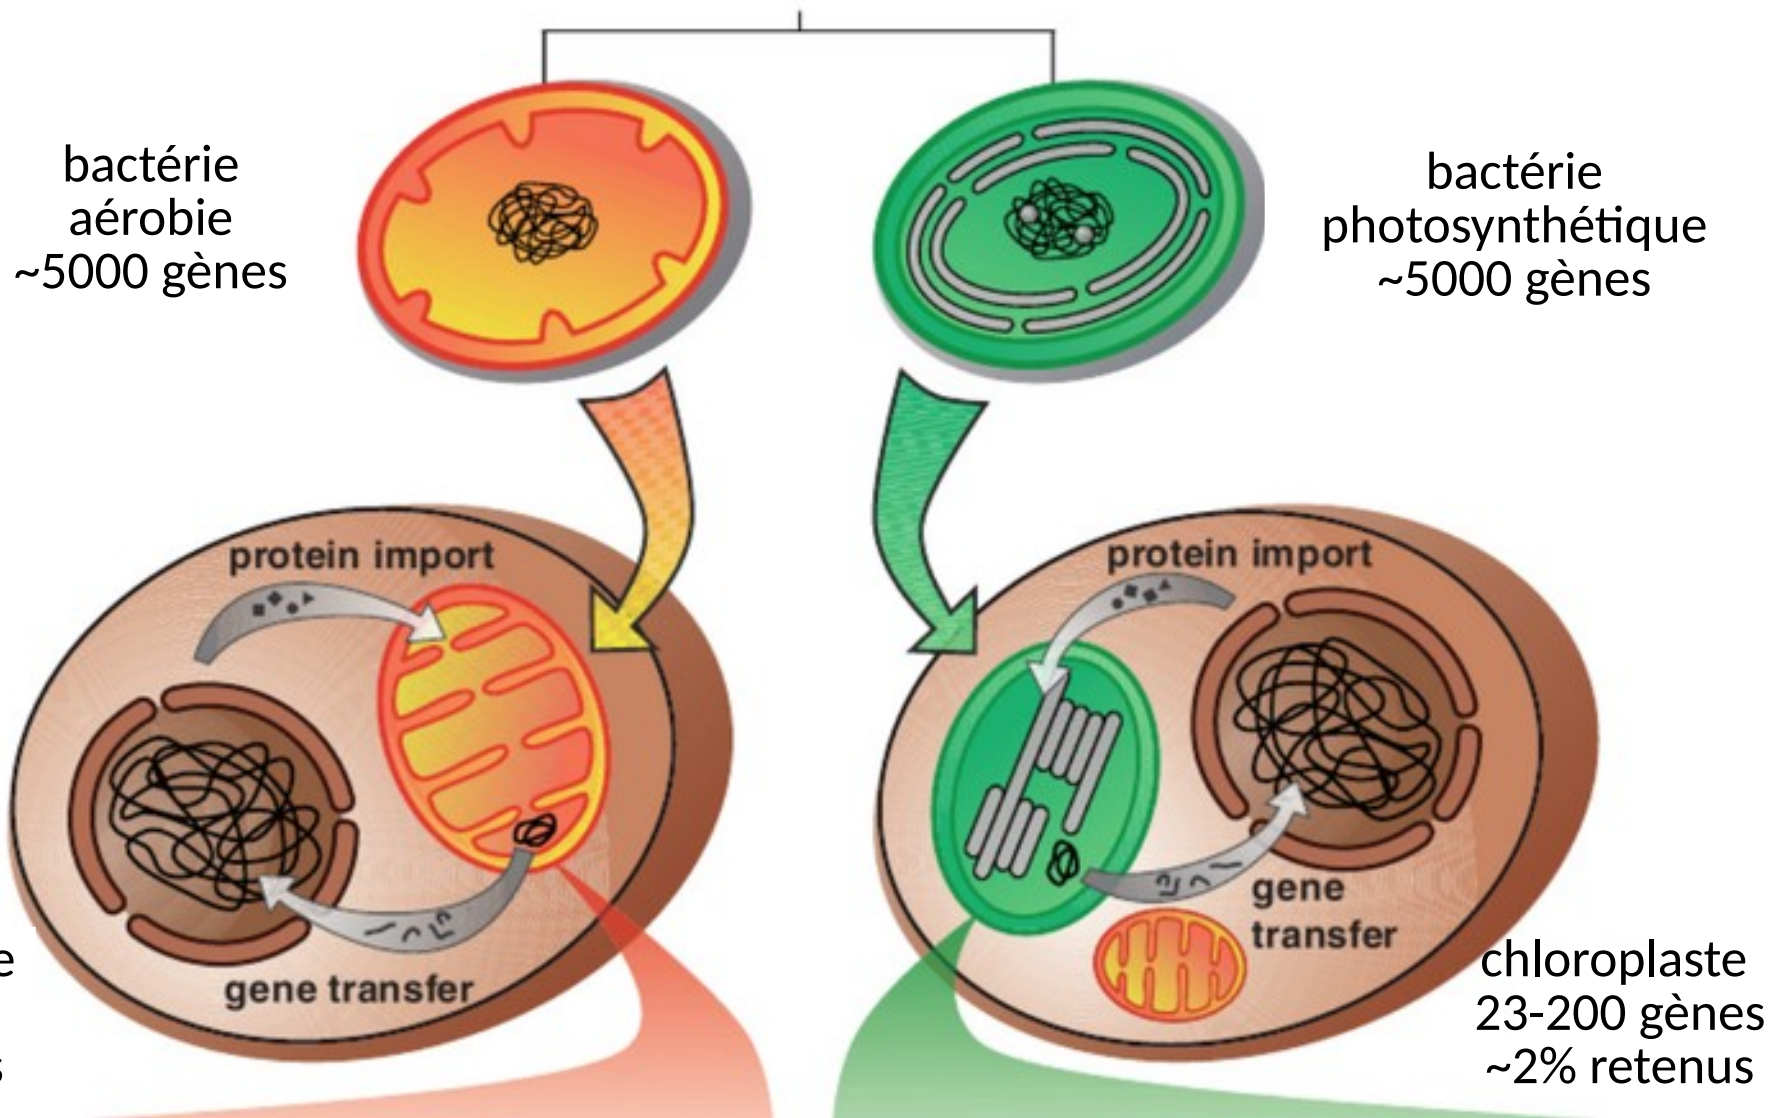 bactérie
aérobie
~5000 gènes
bactérie
photosynthétique
~5000 gènes
protein import
gene transfer
protein import
gene
transfer
chloroplaste
23-200 gènes
~2% retenus